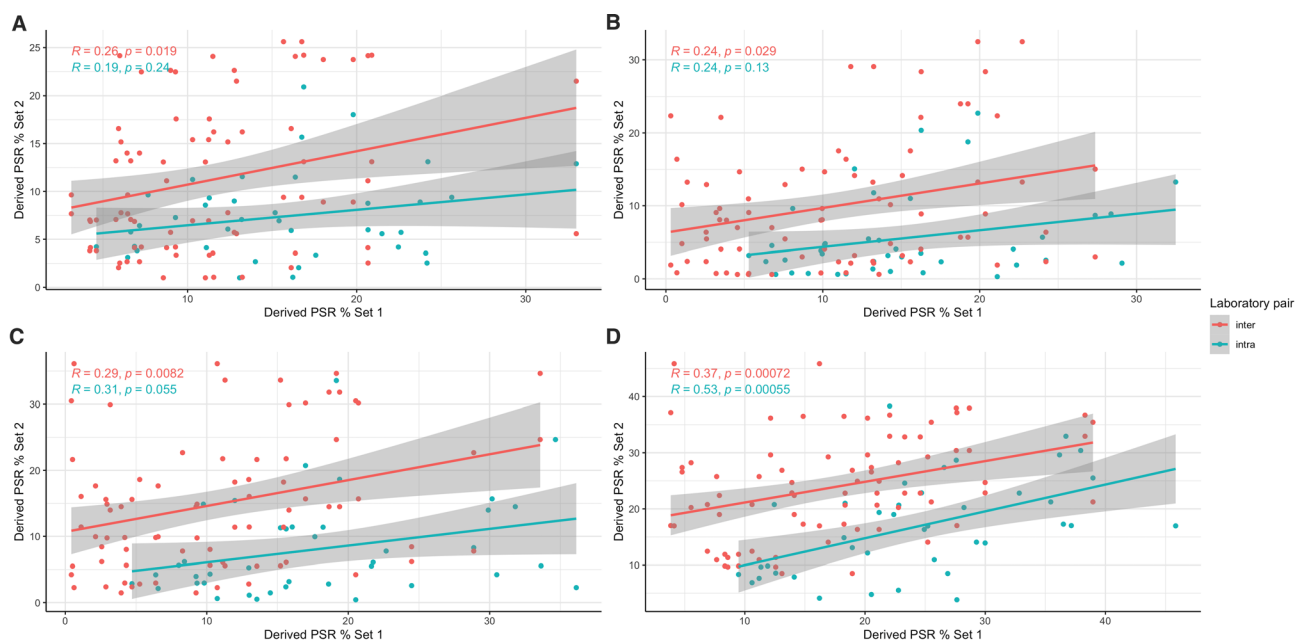 A
R = 0.26, p = 0.019
R = 0.19, p = 0.24
Derived PSR % Set 2
25
20
15
10
5
0
10
20
30
Derived PSR % Set 1
B
R = 0.24, p = 0.029
R = 0.24, p = 0.13
Derived PSR % Set 2
30
20
10
0
0
10
20
30
Derived PSR % Set 1
Laboratory pair
inter
intra
C
R = 0.29, p = 0.0082
R = 0.31, p = 0.055
Derived PSR % Set 2
30
20
10
0
0
10
20
30
Derived PSR % Set 1
D
R = 0.37, p = 0.00072
R = 0.53, p = 0.00055
Derived PSR % Set 2
40
30
20
10
10
20
30
40
Derived PSR % Set 1